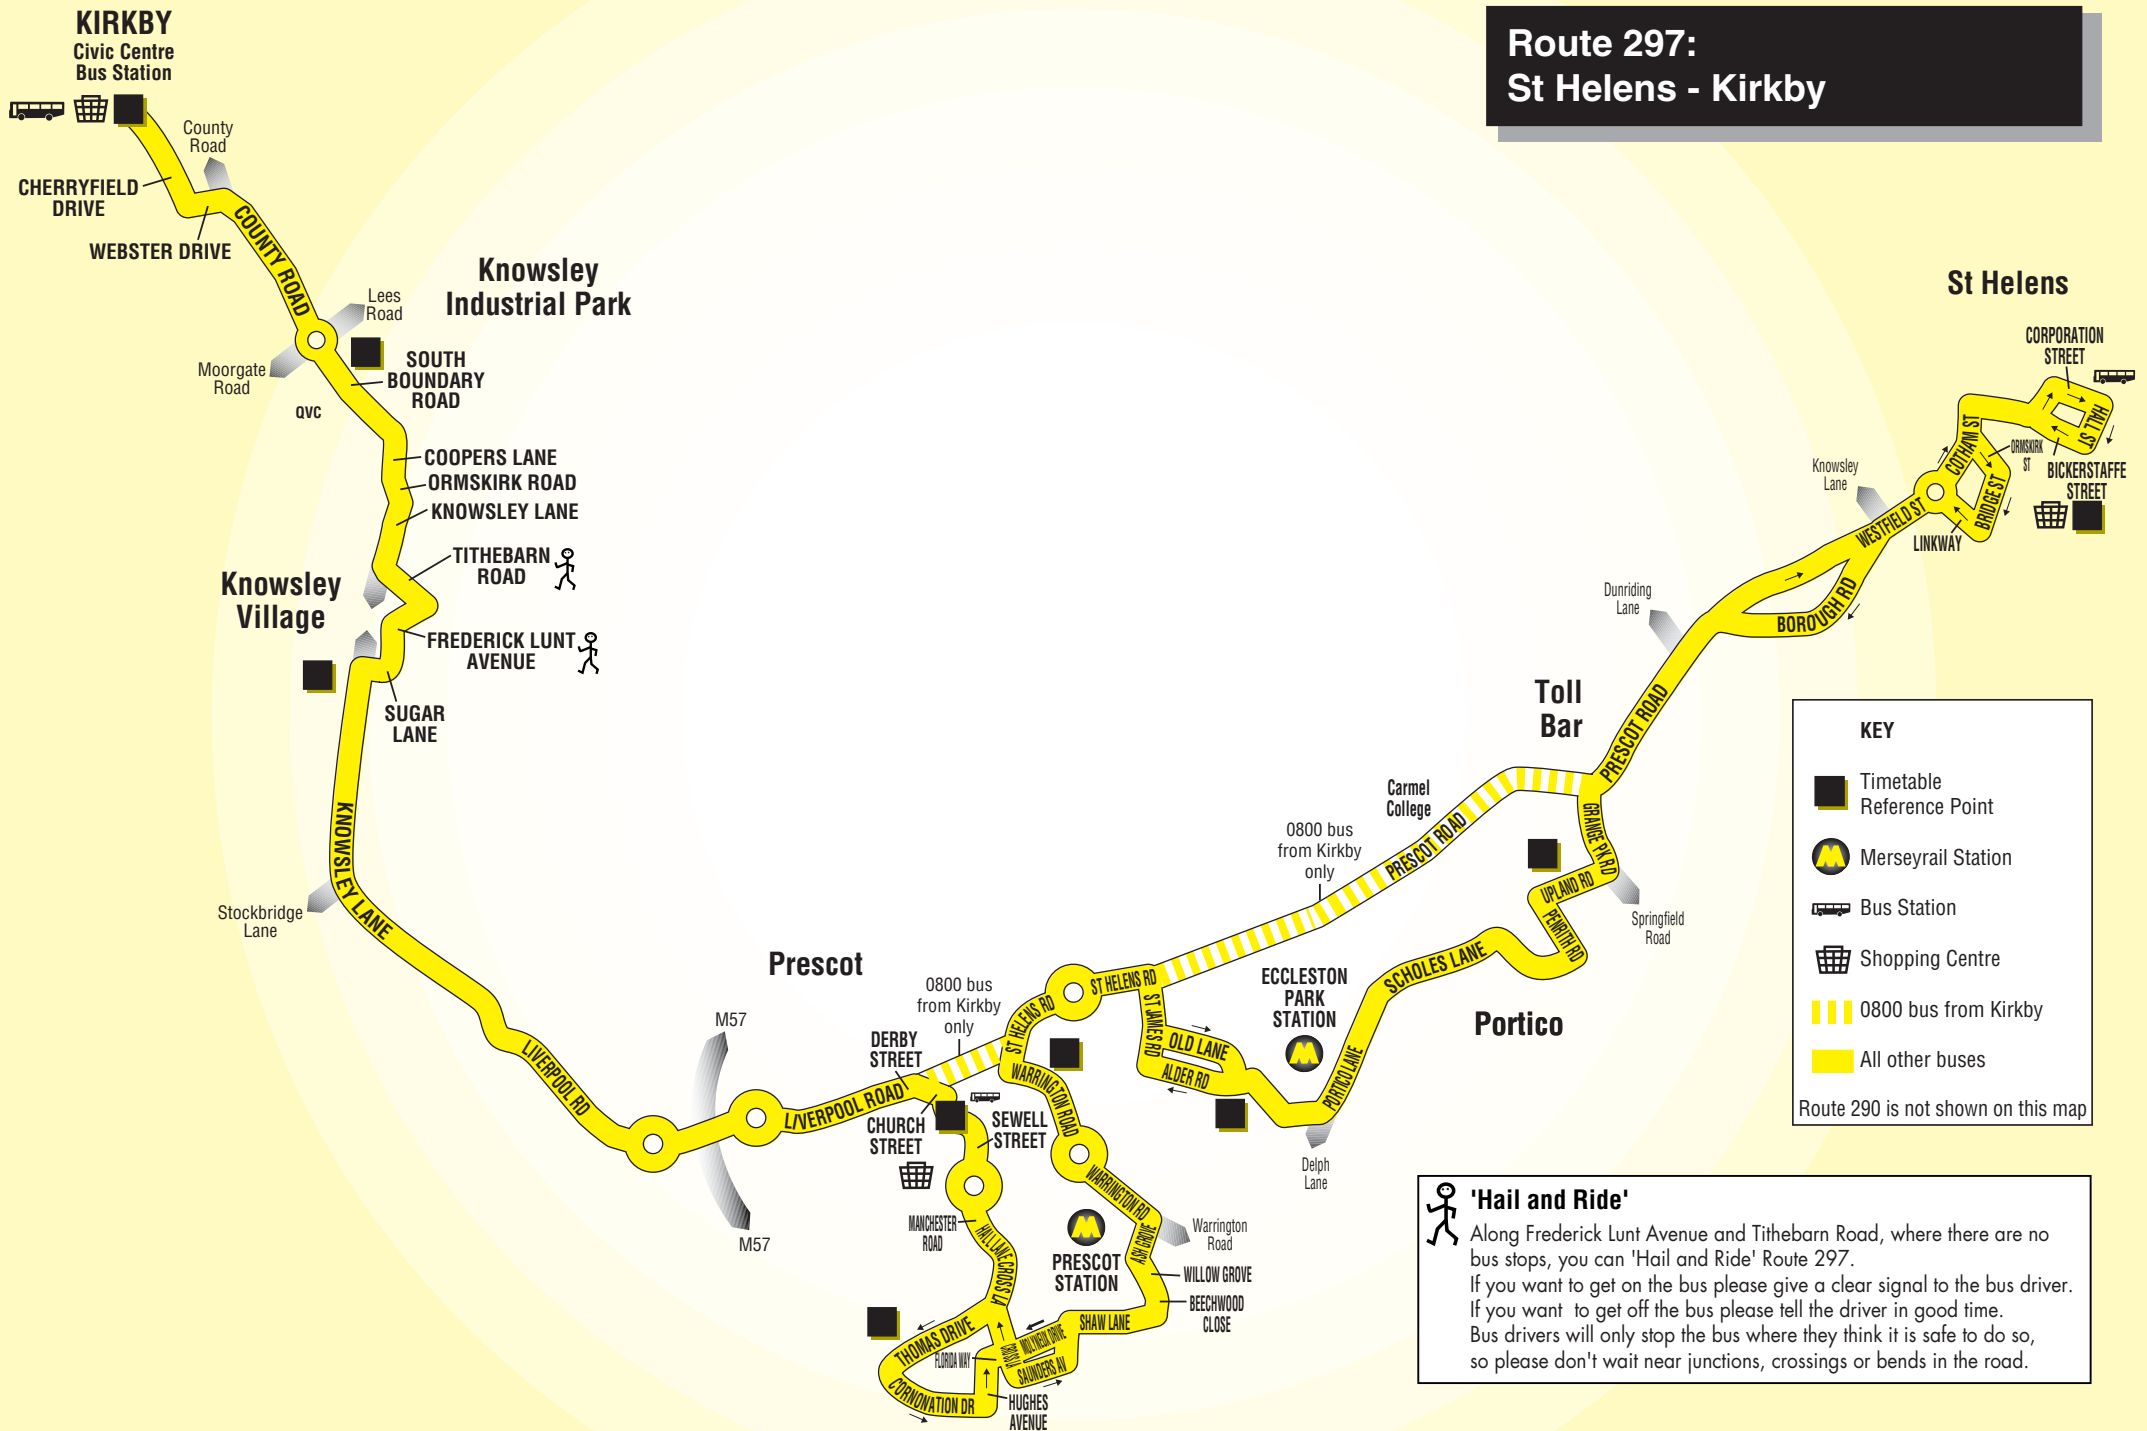 KIRKBY
Civic Centre
Bus Station
Route 297:
St Helens - Kirkby
County
Road
CHERRYFIELD
DRIVE
WEBSTER DRIVE
COUNTY ROAD
Knowsley
Industrial Park
Lees
Road
Moorgate
Road
QVC
SOUTH
BOUNDARY
ROAD
COOPERS LANE
ORMSKIRK ROAD
KNOWSLEY LANE
TITHEBARN
ROAD
Knowsley
Village
FREDERICK LUNT
AVENUE
SUGAR
LANE
KNOWSLEY LANE
Stockbridge
Lane
LIVERPOOL RD
M57
M57
LIVERPOOL ROAD
Prescot
DERBY
STREET
0800 bus
from Kirkby
only
CHURCH
STREET
SEWELL
STREET
MANCHESTER
ROAD
HALL LANE
CROSS LA
THOMAS DRIVE
CORNONATION DR
FLORIDA WAY
HUGHES
AVENUE
CROSS LA
MOLYNEUX DRIVE
SAUNDERS AV
SHAW LANE
BEECHWOOD
CLOSE
WILLOW GROVE
ASH GROVE
PRESCOT
STATION
Warrington
Road
WARRINGTON RD
WARRINGTON ROAD
ST HELENS RD
ST HELENS RD
ST JAMES RD
OLD LANE
ALDER RD
ECCLESTON
PARK
STATION
Delph
Lane
PORTICO LANE
SCHOLES LANE
Portico
PENRITH RD
UPLAND RD
GRANGE PK RD
Springfield
Road
0800 bus
from Kirkby
only
Carmel
College
PRESCOT ROAD
Toll
Bar
PRESCOT ROAD
Dunriding
Lane
BOROUGH RD
Knowsley
Lane
WESTFIELD ST
LINKWAY
BRIDGE ST
COTHAM ST
ORMSKIRK
ST
BICKERSTAFFE
STREET
HALL ST
CORPORATION
STREET
St Helens
KEY
Timetable
Reference Point
Merseyrail Station
Bus Station
Shopping Centre
0800 bus from Kirkby
All other buses
Route 290 is not shown on this map
'Hail and Ride'
Along Frederick Lunt Avenue and Tithebarn Road, where there are no
bus stops, you can 'Hail and Ride' Route 297.
If you want to get on the bus please give a clear signal to the bus driver.
If you want to get off the bus please tell the driver in good time.
Bus drivers will only stop the bus where they think it is safe to do so,
so please don't wait near junctions, crossings or bends in the road.